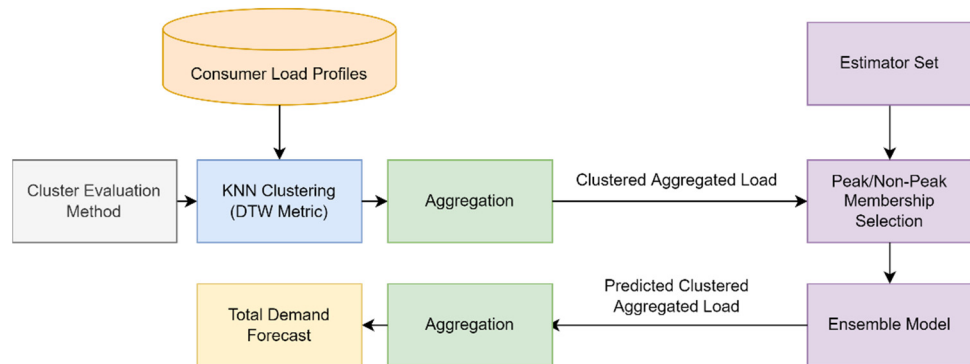 Consumer Load Profiles
Estimator Set
Cluster Evaluation
Method
KNN Clustering
(DTW Metric)
Aggregation
Clustered Aggregated Load
Peak/Non-Peak
Membership
Selection
Total Demand
Forecast
Aggregation
Predicted Clustered
Aggregated Load
Ensemble Model